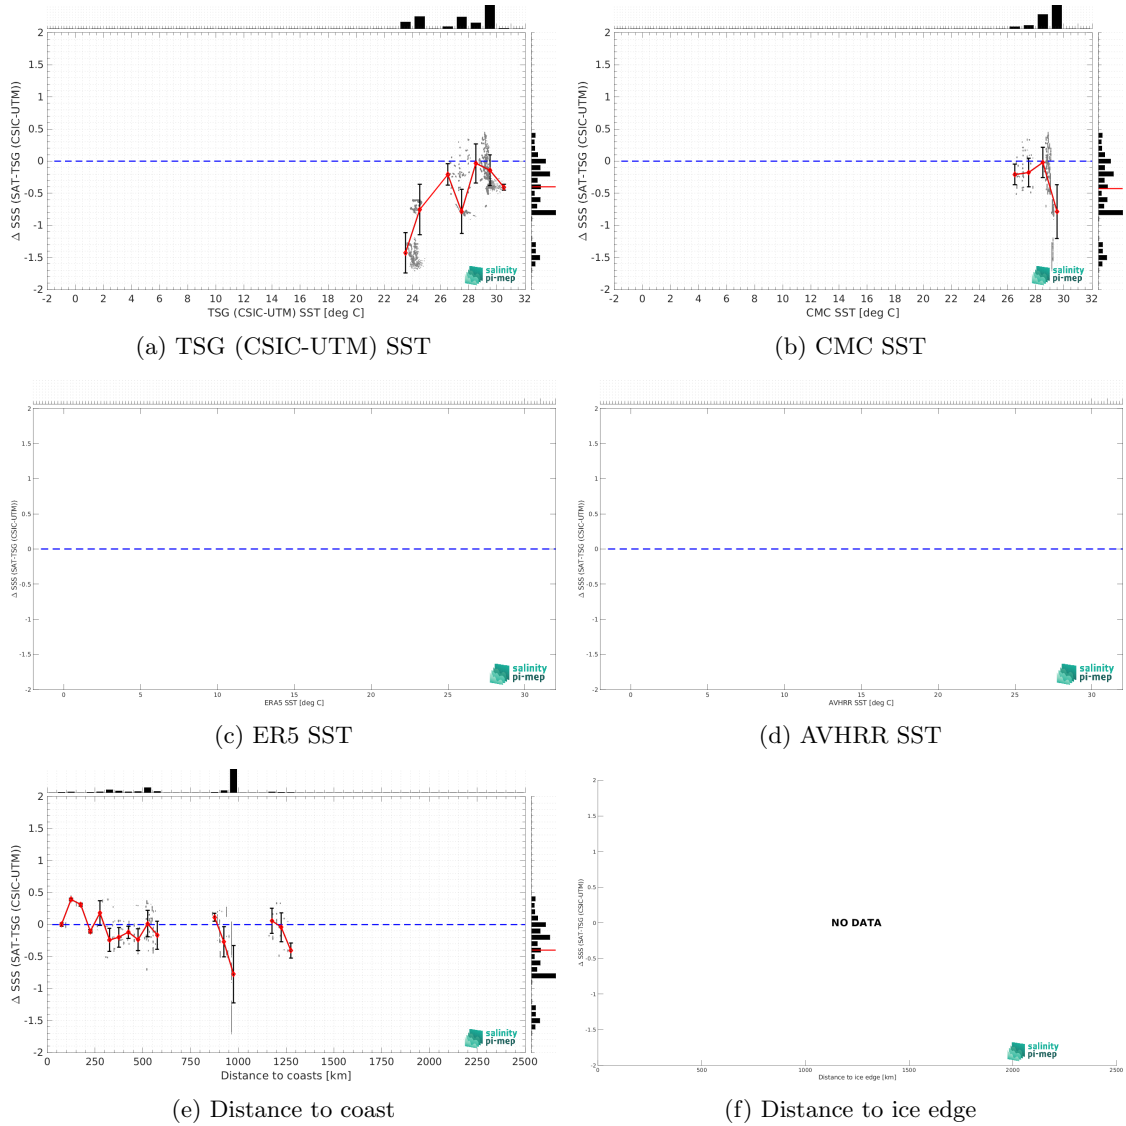 Δ SSS (SAT-TSG (CSIC-UTM))
2
1.5
1
0.5
0
-0.5
-1
-1.5
-2
-2 0 2 4 6 8 10 12 14 16 18 20 22 24 26 28 30 32
TSG (CSIC-UTM) SST [deg C]
salinity
pi-mep
(a) TSG (CSIC-UTM) SST
Δ SSS (SAT-TSG (CSIC-UTM))
2
1.5
1
0.5
0
-0.5
-1
-1.5
-2
-2 0 2 4 6 8 10 12 14 16 18 20 22 24 26 28 30 32
CMC SST [deg C]
salinity
pi-mep
(b) CMC SST
Δ SSS (SAT-TSG (CSIC-UTM))
2
1.5
1
0.5
0
-0.5
-1
-1.5
-2
0 5 10 15 20 25 30
ERA5 SST [deg C]
salinity
pi-mep
(c) ER5 SST
Δ SSS (SAT-TSG (CSIC-UTM))
2
1.5
1
0.5
0
-0.5
-1
-1.5
-2
0 5 10 15 20 25 30
AVHRR SST [deg C]
salinity
pi-mep
(d) AVHRR SST
Δ SSS (SAT-TSG (CSIC-UTM))
2
1.5
1
0.5
0
-0.5
-1
-1.5
-2
0 250 500 750 1000 1250 1500 1750 2000 2250 2500
Distance to coasts [km]
salinity
pi-mep
(e) Distance to coast
Δ SSS (SAT-TSG (CSIC-UTM))
2
1.5
1
0.5
0
-0.5
-1
-1.5
-2
NO DATA
0 500 1000 1500 2000 2500
Distance to ice edge [km]
salinity
pi-mep
(f) Distance to ice edge